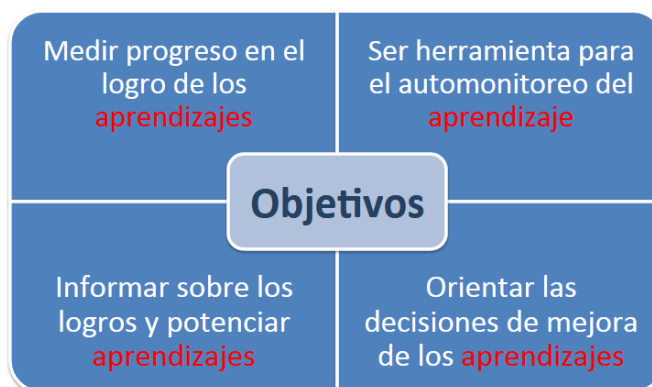 Medir progreso en el
logro de los
aprendizajes
Ser herramienta para
el automonitoreo del
aprendizaje
Objetivos
Informar sobre los
logros y potenciar
aprendizajes
Orientar las
decisiones de mejora
de los aprendizajes